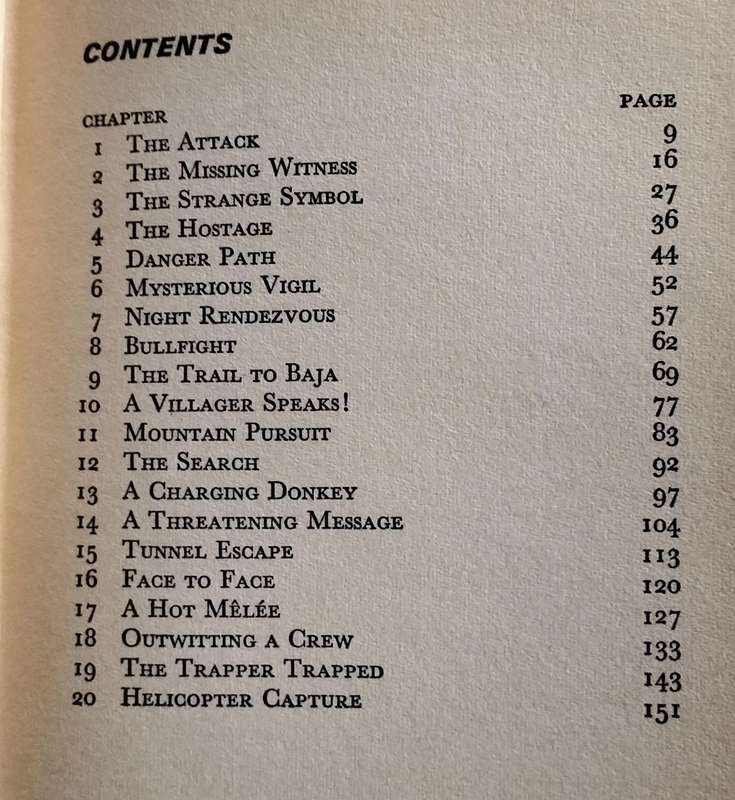 CONTENTS
CHAPTER PAGE
1 The Attack 9
2 The Missing Witness 16
3 The Strange Symbol 27
4 The Hostage 36
5 Danger Path 44
6 Mysterious Vigil 52
7 Night Rendezvous 57
8 Bullfight 62
9 The Trail to Baja 69
10 A Villager Speaks! 77
11 Mountain Pursuit 83
12 The Search 92
13 A Charging Donkey 97
14 A Threatening Message 104
15 Tunnel Escape 113
16 Face to Face 120
17 A Hot Mêlée 127
18 Outwitting a Crew 133
19 The Trapper Trapped 143
20 Helicopter Capture 151